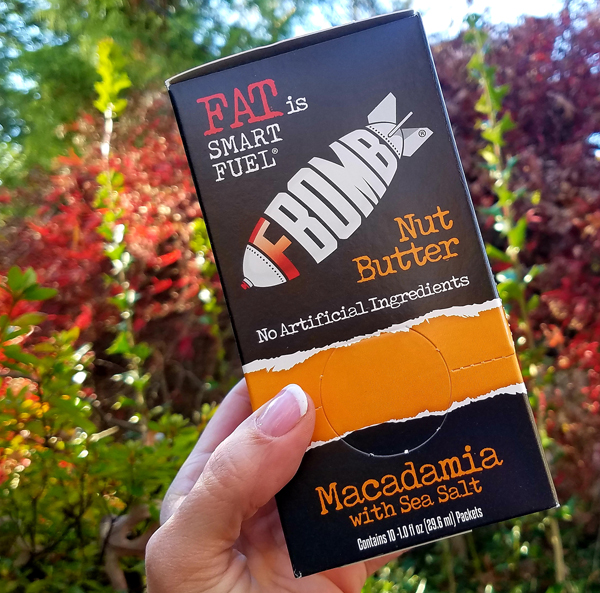 FAT is
SMART
FUEL®
FBOMB®
Nut
Butter
No Artificial Ingredients
Macadamia
with Sea Salt
Contains 10 -1.0 fl oz (29.6 ml) Packets